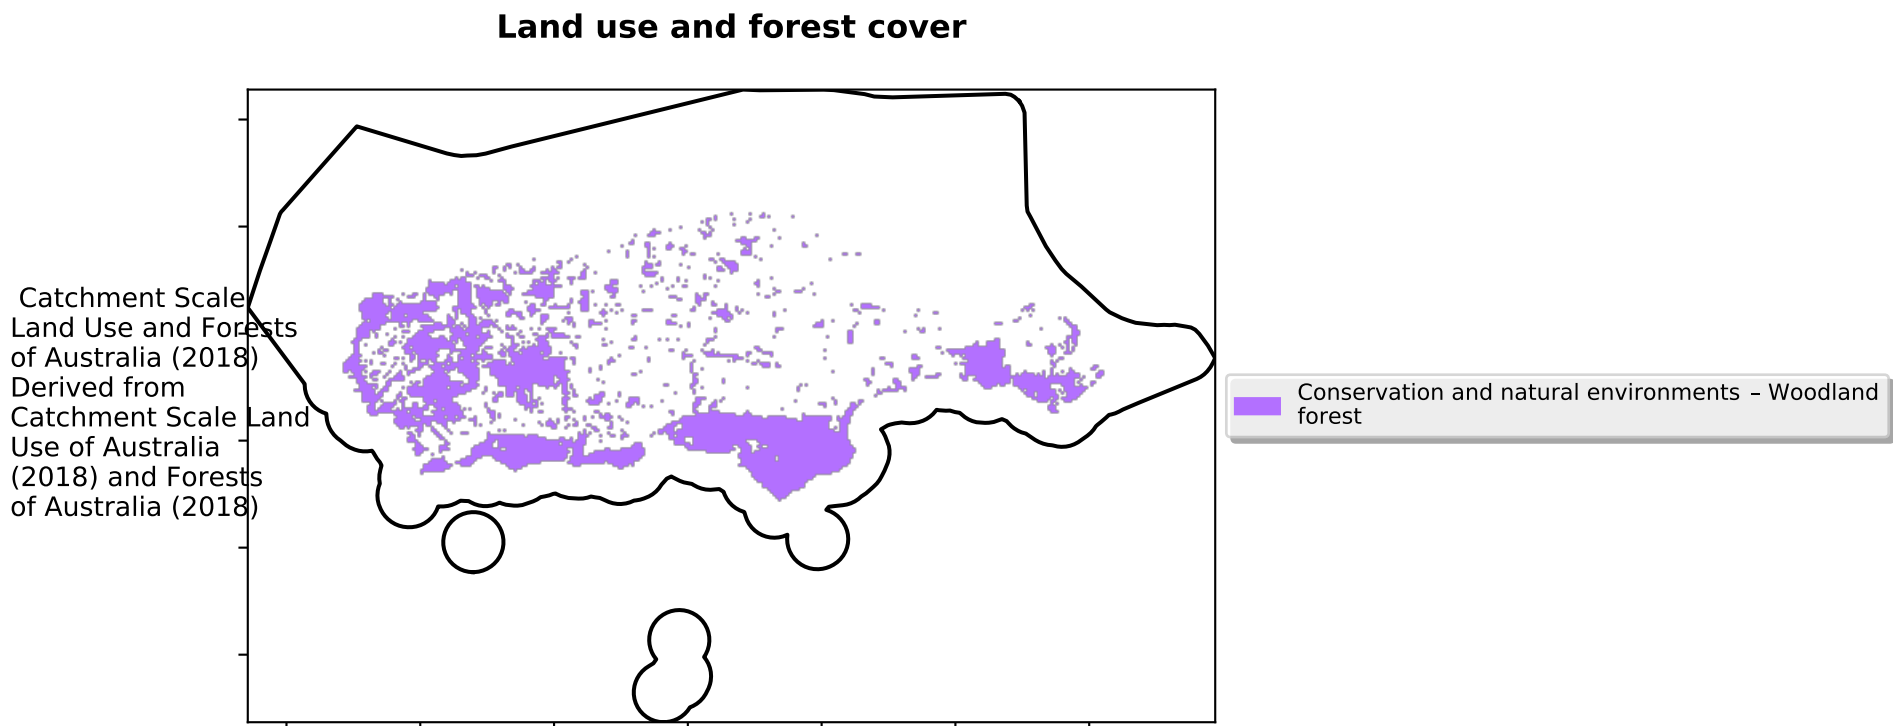 Land use and forest cover
Catchment Scale
Land Use and Forests
of Australia (2018)
Derived from
Catchment Scale Land
Use of Australia
(2018) and Forests
of Australia (2018)
Conservation and natural environments – Woodland
forest